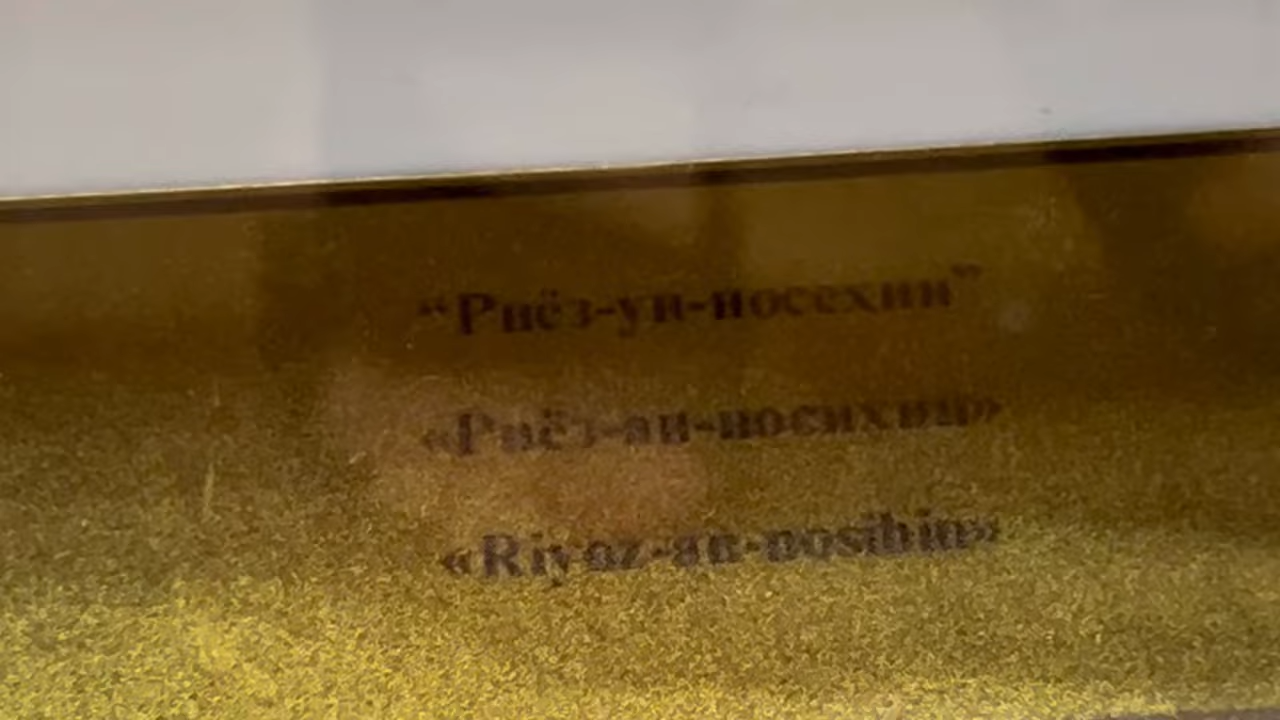 “Риёз-ун-носехин”
«Риёз-ан-носихин»
«Riyoz-an-nosihin»